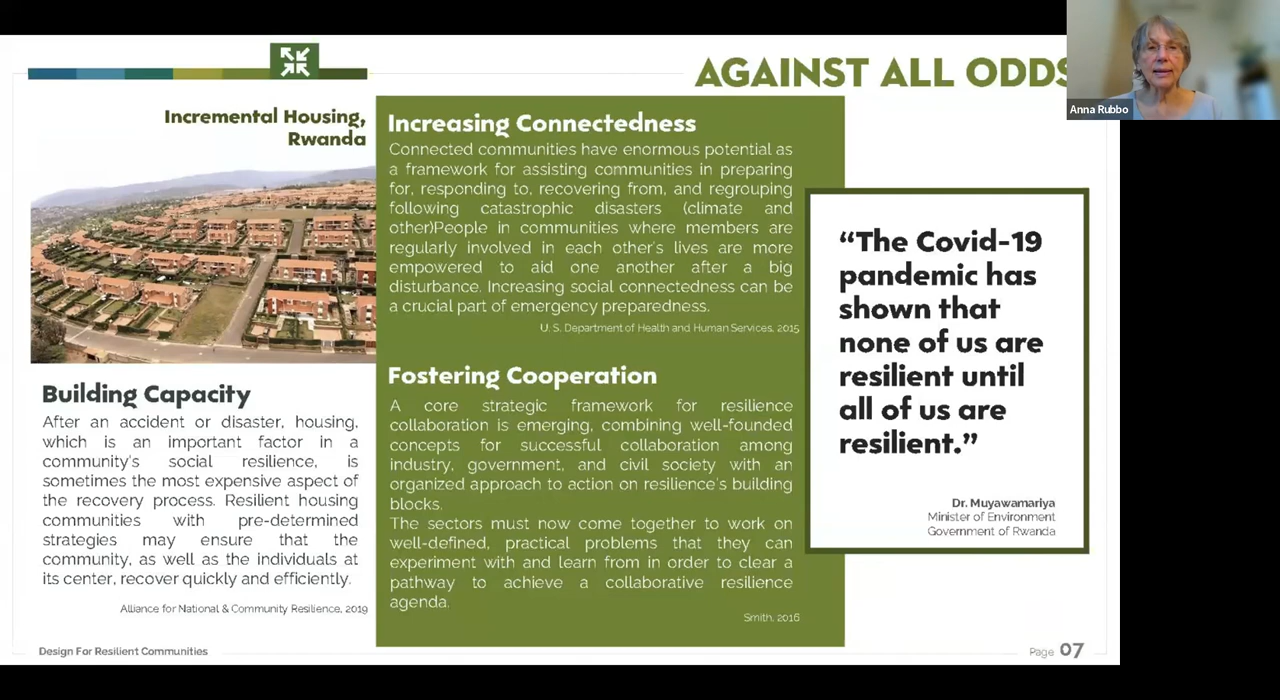 AGAINST ALL ODDS
Anna Rubbo
Incremental Housing,
Rwanda
Building Capacity
After an accident or disaster, housing,
which is an important factor in a
community's social resilience, is
sometimes the most expensive aspect of
the recovery process. Resilient housing
communities with pre-determined
strategies may ensure that the
community, as well as the individuals at
its center, recover quickly and efficiently.
Alliance for National & Community Resilience, 2019
Increasing Connectedness
Connected communities have enormous potential as
a framework for assisting communities in preparing
for, responding to, recovering from, and regrouping
following catastrophic disasters (climate and
other)People in communities where members are
regularly involved in each other's lives are more
empowered to aid one another after a big
disturbance. Increasing social connectedness can be
a crucial part of emergency preparedness.
U. S. Department of Health and Human Services, 2015
Fostering Cooperation
A core strategic framework for resilience
collaboration is emerging, combining well-founded
concepts for successful collaboration among
industry, government, and civil society with an
organized approach to action on resilience's building
blocks.
The sectors must now come together to work on
well-defined, practical problems that they can
experiment with and learn from in order to clear a
pathway to achieve a collaborative resilience
agenda.
Smith, 2016
“The Covid-19
pandemic has
shown that
none of us are
resilient until
all of us are
resilient.”
Dr. Muyawamariya
Minister of Environment
Government of Rwanda
Design For Resilient Communities
Page 07